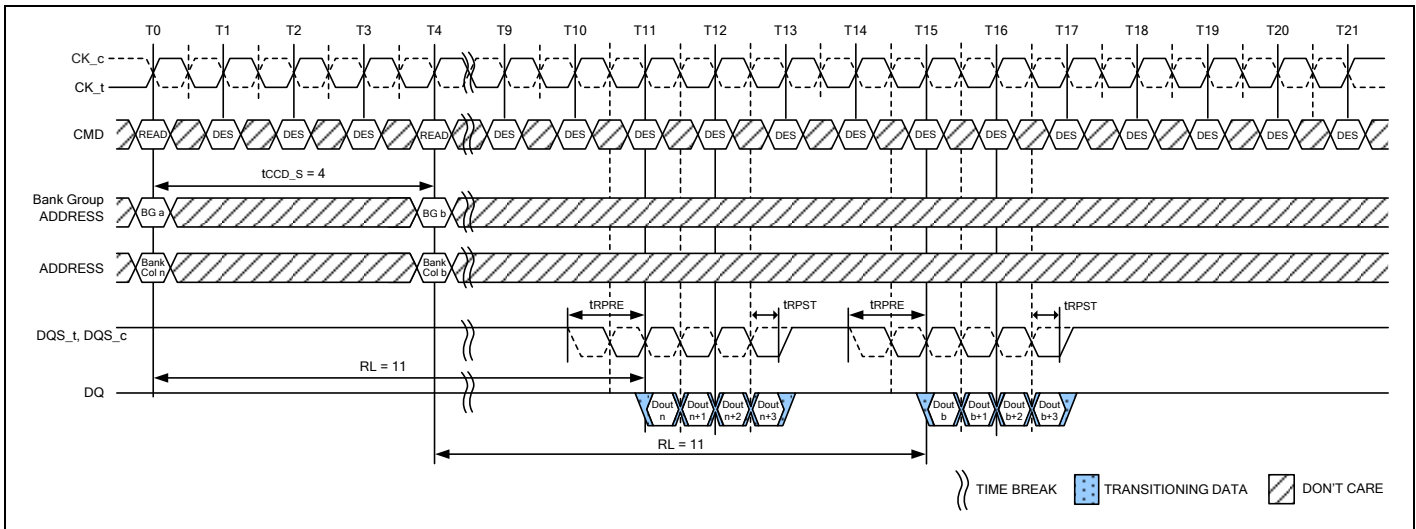 T0 T1 T2 T3 T4 T9 T10 T11 T12 T13 T14 T15 T16 T17 T18 T19 T20 T21
CK_c
CK_t
CMD READ DES DES DES READ DES DES DES DES DES DES DES DES DES DES DES DES DES
tCCD_S = 4
Bank Group
ADDRESS BG a BG b
ADDRESS Bank Col n Bank Col b
tRPRE tRPST tRPRE tRPST
DQS_t, DQS_c
RL = 11
DQ
Dout n Dout n+1 Dout n+2 Dout n+3 Dout b Dout b+1 Dout b+2 Dout b+3
RL = 11
TIME BREAK TRANSITIONING DATA DON'T CARE